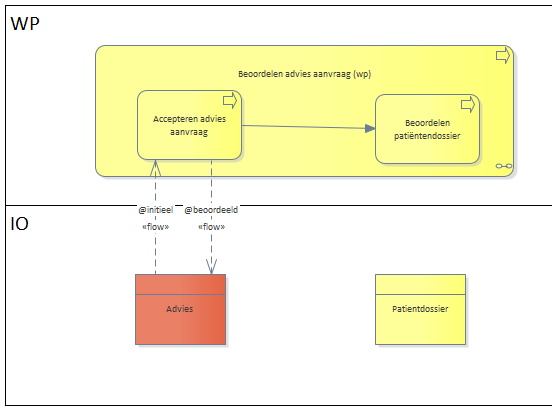 WP
Beoordelen advies aanvraag (wp)
Accepteren advies
aanvraag
Beoordelen
patiëntendossier
@initieel
«flow»
@beoordeeld
«flow»
IO
Advies
Patientdossier